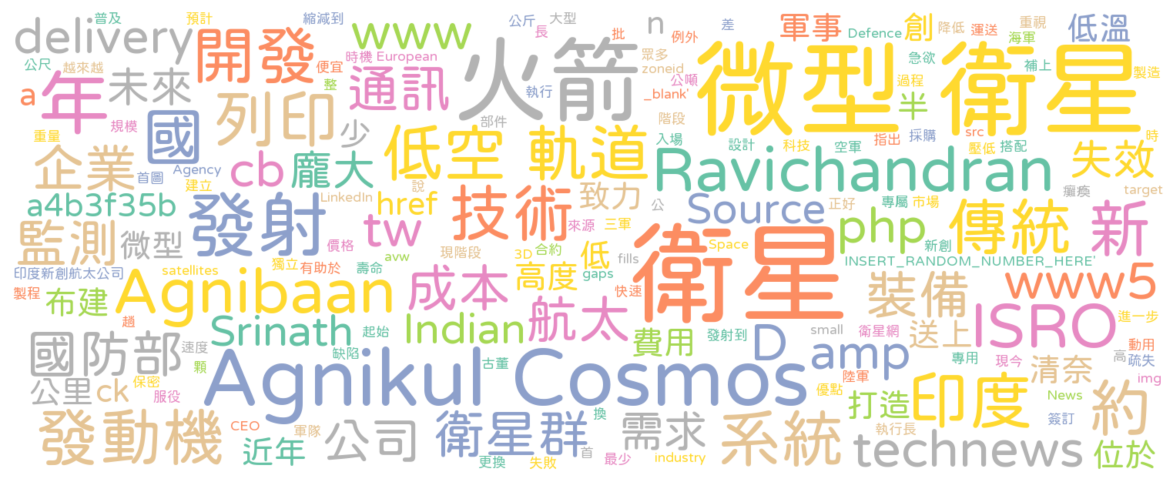 普及 預計 縮減到 公斤 大型 n 批 例外 差 軍事 Defence 創 降低 運送 重視 低溫
delivery 開發 www 長 眾多 海軍
公尺 越來越 便宜 時機 European 火箭 zoneid 公噸 微型 衛星 急欲 補上
a 年 未來 通訊 整 執行 _blank' 半 過程 製造
重量 規模 國 列印 少 部件 階段 入場 設計 科技 空軍 採購 指出 src 壓低 搭配 時
企業 首圖 Agency cb 龐大 低空 軌道 Ravichandran 失效
a4b3f35b 建立 發射 LinkedIn 說 href 技術 致力 來源 公 Source 正好 專屬 市場 癱瘓 target
監測 微型 價格 tw 現階段 3D 合約 三軍 衛星 Space php 新創 傳統 新
印度新創航太公司 satellites 獨立 有助於 壽命 avw 高度 低 fills gaps INSERT_RANDOM_NUMBER_HERE'
製程 趟 布建 Agnibaan 成本 航太 快速 裝備 www5
國防部 Srinath 起始 Indian 費用 發射到 small 衛星網 送上 ISRO 進一步
速度 顆 缺陷 古董 D amp 專用 現今 高 動用 疏失
公里 ck 保密 服役 Agnikul Cosmos 優點 陸軍 清奈 img
發動機 CEO 軍隊 換 打造 印度 News 約
近年 公司 衛星群 首 需求 系統 執行長 簽訂
更換 失敗 最少 industry technews 位於